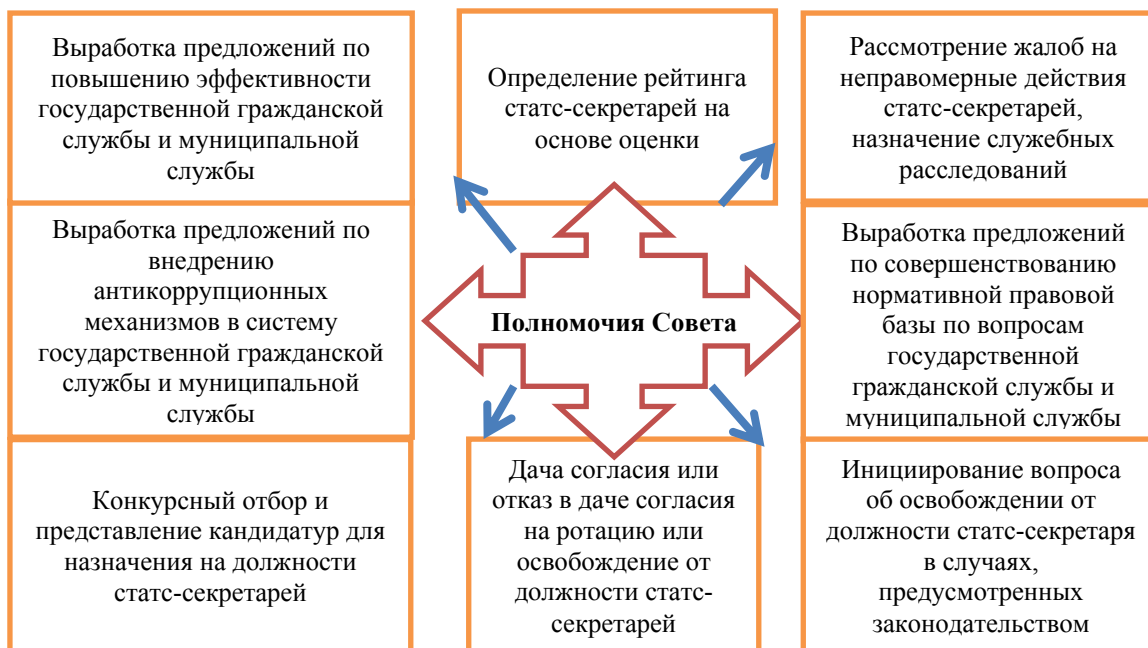 Выработка предложений по
повышению эффективности
государственной гражданской
службы и муниципальной
службы
Определение рейтинга
статс-секретарей на
основе оценки
Рассмотрение жалоб на
неправомерные действия
статс-секретарей,
назначение служебных
расследований
Выработка предложений по
внедрению
антикоррупционных
механизмов в систему
государственной гражданской
службы и муниципальной
службы
Полномочия Совета
Выработка предложений
по совершенствованию
нормативной правовой
базы по вопросам
государственной
гражданской службы и
муниципальной службы
Конкурсный отбор и
представление кандидатур для
назначения на должности
статс-секретарей
Дача согласия или
отказ в даче согласия
на ротацию или
освобождение от
должности статс-
секретарей
Инициирование вопроса
об освобождении от
должности статс-секретаря
в случаях,
предусмотренных
законодательством